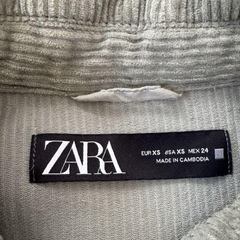 ZARA
EUR XS USA XS MEX 24
MADE IN CAMBODIA